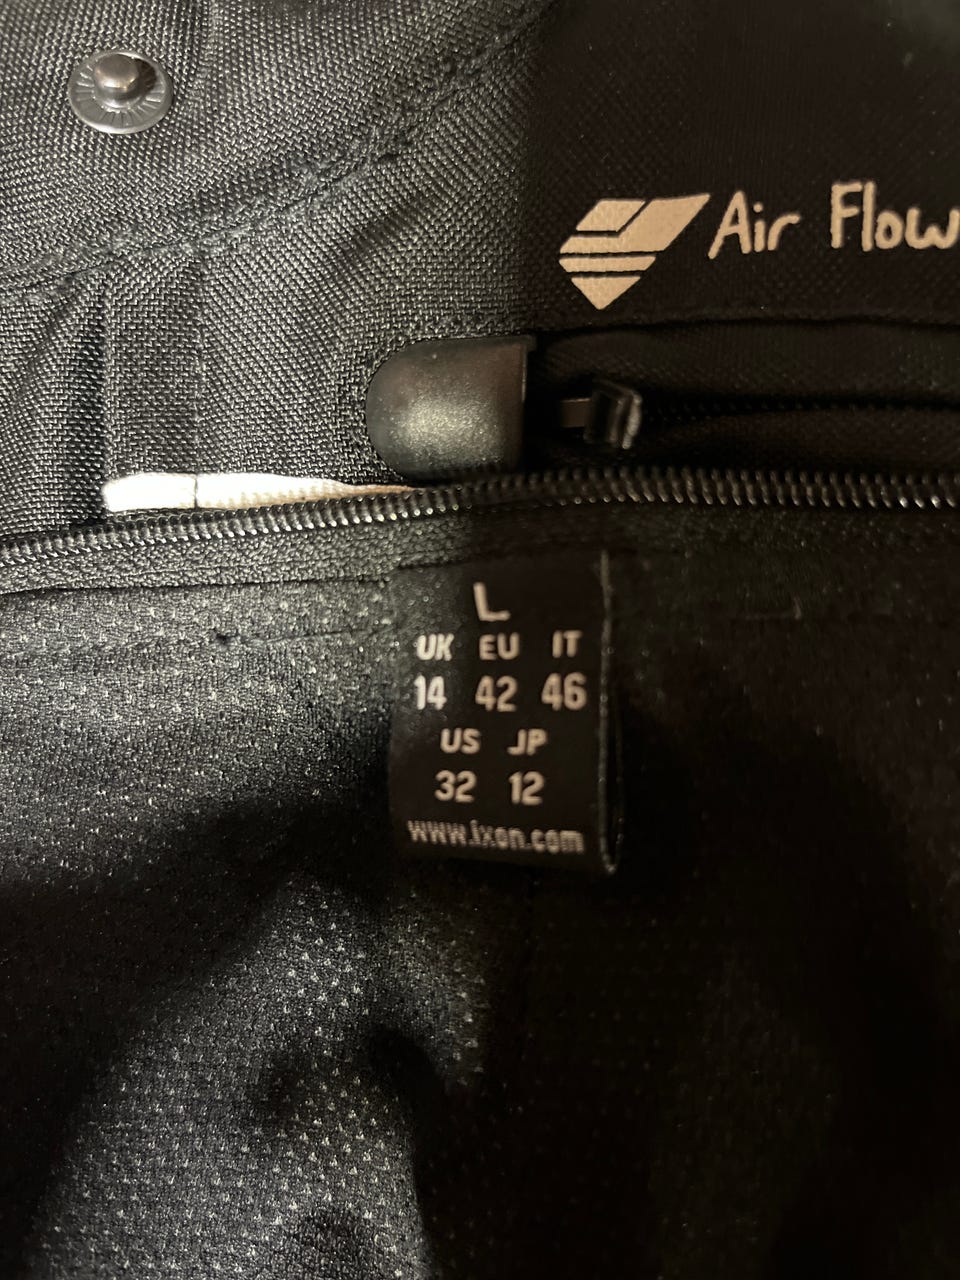 Air Flow
L
UK EU IT
14 42 46
US JP
32 12
www.ixon.com